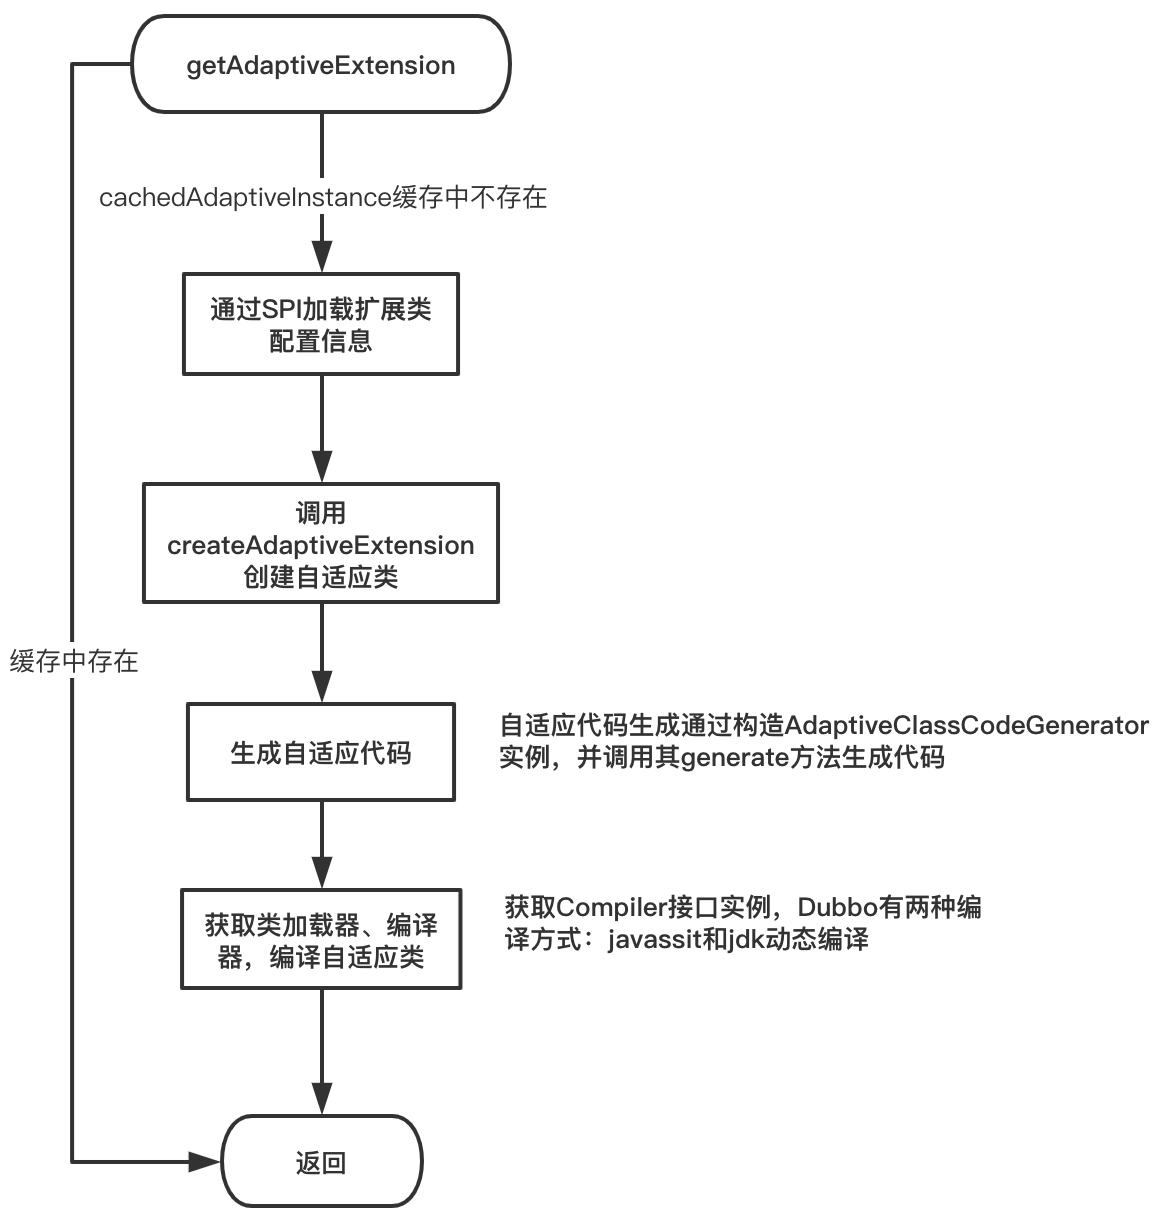 getAdaptiveExtension
cachedAdaptiveInstance缓存中不存在
通过SPI加载扩展类
配置信息
调用
createAdaptiveExtension
创建自适应类
缓存中存在
生成自适应代码
自适应代码生成通过构造AdaptiveClassCodeGenerator
实例，并调用其generate方法生成代码
获取类加载器、编译
器，编译自适应类
获取Compiler接口实例，Dubbo有两种编
译方式：javassit和jdk动态编译
返回